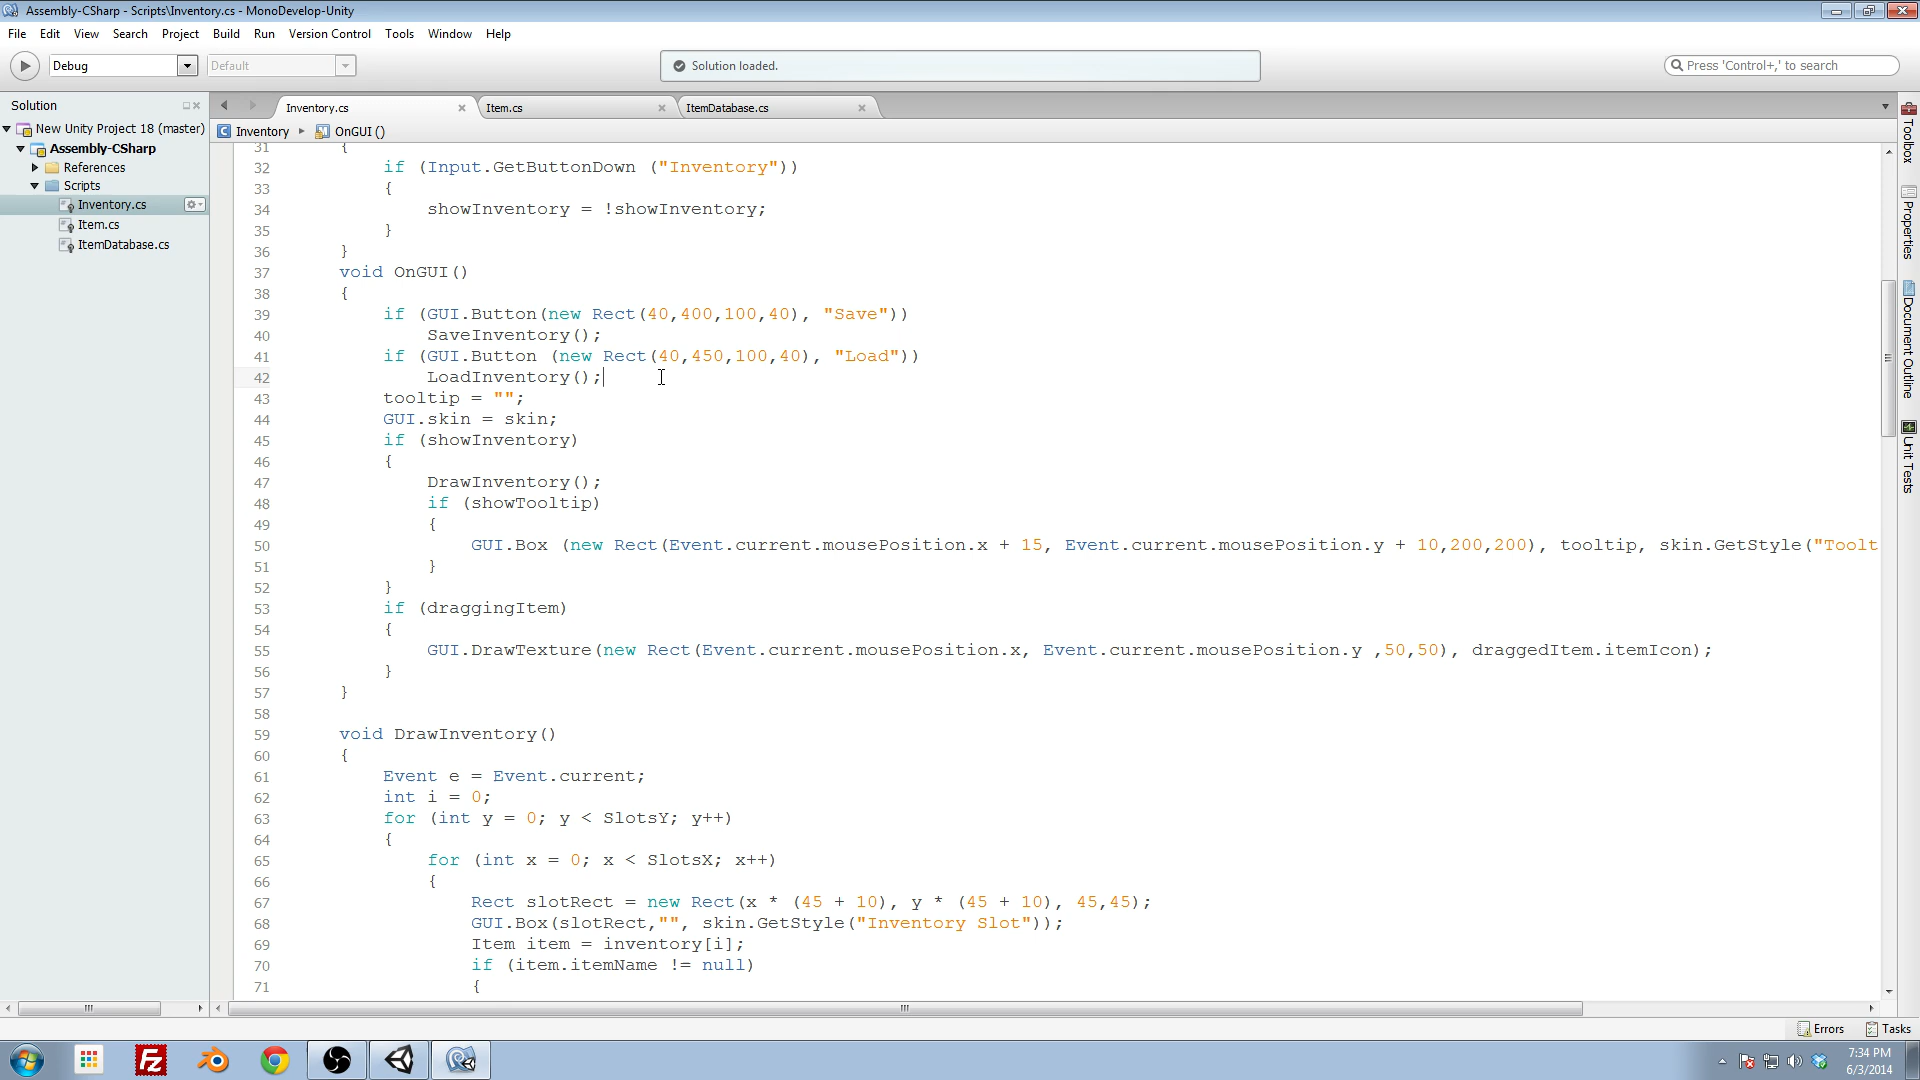 Assembly-CSharp - Scripts\Inventory.cs - MonoDevelop-Unity
File Edit View Search Project Build Run Version Control Tools Window Help
Debug Default Solution loaded. Press 'Control+,' to search
Solution Inventory.cs Item.cs ItemDatabase.cs
New Unity Project 18 (master) Inventory OnGUI ()
Assembly-CSharp
References
Scripts
Inventory.cs
Item.cs
ItemDatabase.cs
31 {
32 if (Input.GetButtonDown ("Inventory"))
33 {
34 showInventory = !showInventory;
35 }
36 }
37 void OnGUI()
38 {
39 if (GUI.Button(new Rect(40,400,100,40), "Save"))
40 SaveInventory();
41 if (GUI.Button (new Rect(40,450,100,40), "Load"))
42 LoadInventory();
43 tooltip = "";
44 GUI.skin = skin;
45 if (showInventory)
46 {
47 DrawInventory();
48 if (showTooltip)
49 {
50 GUI.Box (new Rect(Event.current.mousePosition.x + 15, Event.current.mousePosition.y + 10,200,200), tooltip, skin.GetStyle("Toolt
51 }
52 }
53 if (draggingItem)
54 {
55 GUI.DrawTexture(new Rect(Event.current.mousePosition.x, Event.current.mousePosition.y ,50,50), draggedItem.itemIcon);
56 }
57 }
58
59 void DrawInventory()
60 {
61 Event e = Event.current;
62 int i = 0;
63 for (int y = 0; y < SlotsY; y++)
64 {
65 for (int x = 0; x < SlotsX; x++)
66 {
67 Rect slotRect = new Rect(x * (45 + 10), y * (45 + 10), 45,45);
68 GUI.Box(slotRect,"", skin.GetStyle("Inventory Slot"));
69 Item item = inventory[i];
70 if (item.itemName != null)
71 {
Toolbox
Properties
Document Outline
Unit Tests
Errors Tasks
Fz
7:34 PM
6/3/2014